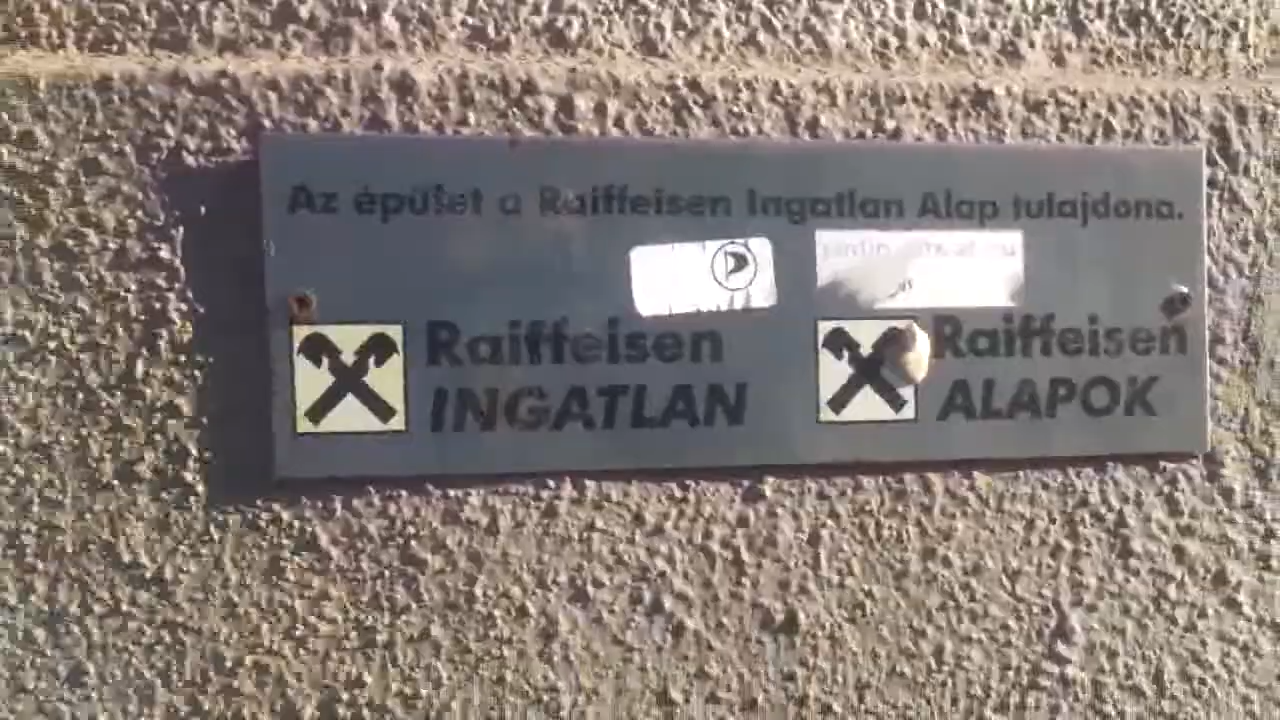 Az épület a Raiffeisen Ingatlan Alap tulajdona.
Raiffeisen
INGATLAN
Raiffeisen
ALAPOK